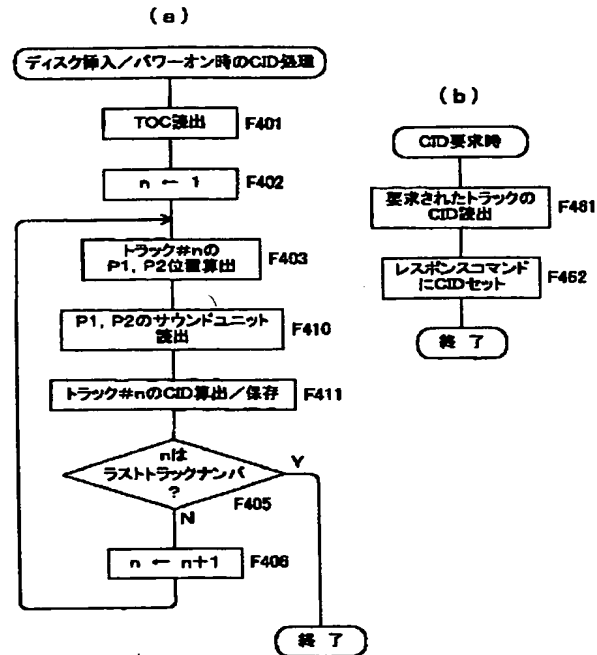 (a)
ディスク挿入／パワーオン時のCID処理
TOC読出 F401
n ← 1 F402
トラック#nの
P1, P2位置算出 F403
P1, P2のサウンドユニット
読出 F410
トラック#nのCID算出／保存 F411
nは
ラストトラックナンバ
?
Y
F405
N
n ← n+1 F406
終 了
(b)
CID要求時
要求されたトラックの
CID読出 F461
レスポンスコマンド
にCIDセット F462
終 了